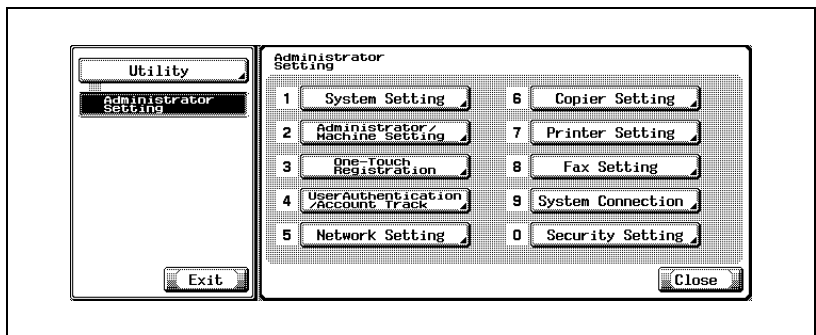 Utility
Administrator
Setting
Exit
Administrator
Setting
1 System Setting
2 Administrator/
Machine Setting
3 One-Touch
Registration
4 UserAuthentication
/Account Track
5 Network Setting
6 Copier Setting
7 Printer Setting
8 Fax Setting
9 System Connection
0 Security Setting
Close